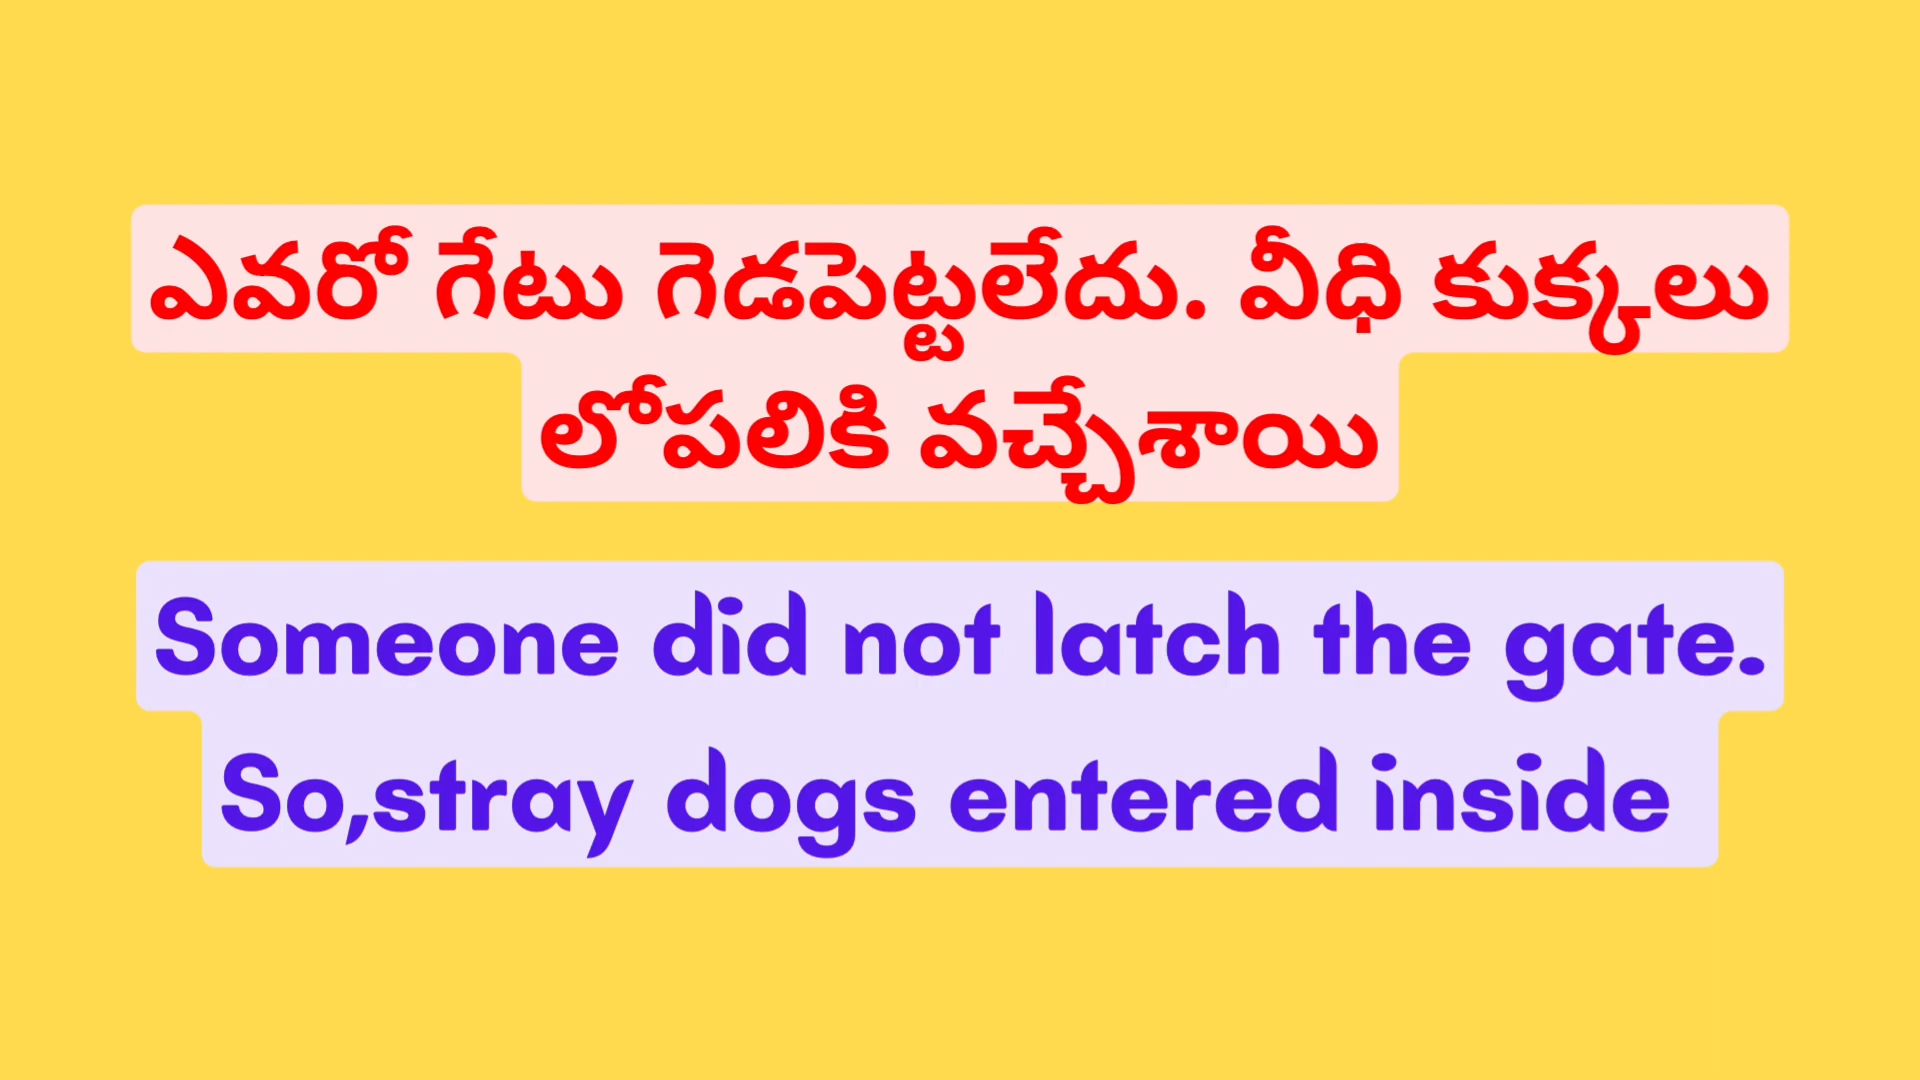 ఎవరో గేటు గెడపెట్టలేదు. వీధి కుక్కలు
లోపలికి వచ్చేశాయి
Someone did not latch the gate.
So,stray dogs entered inside